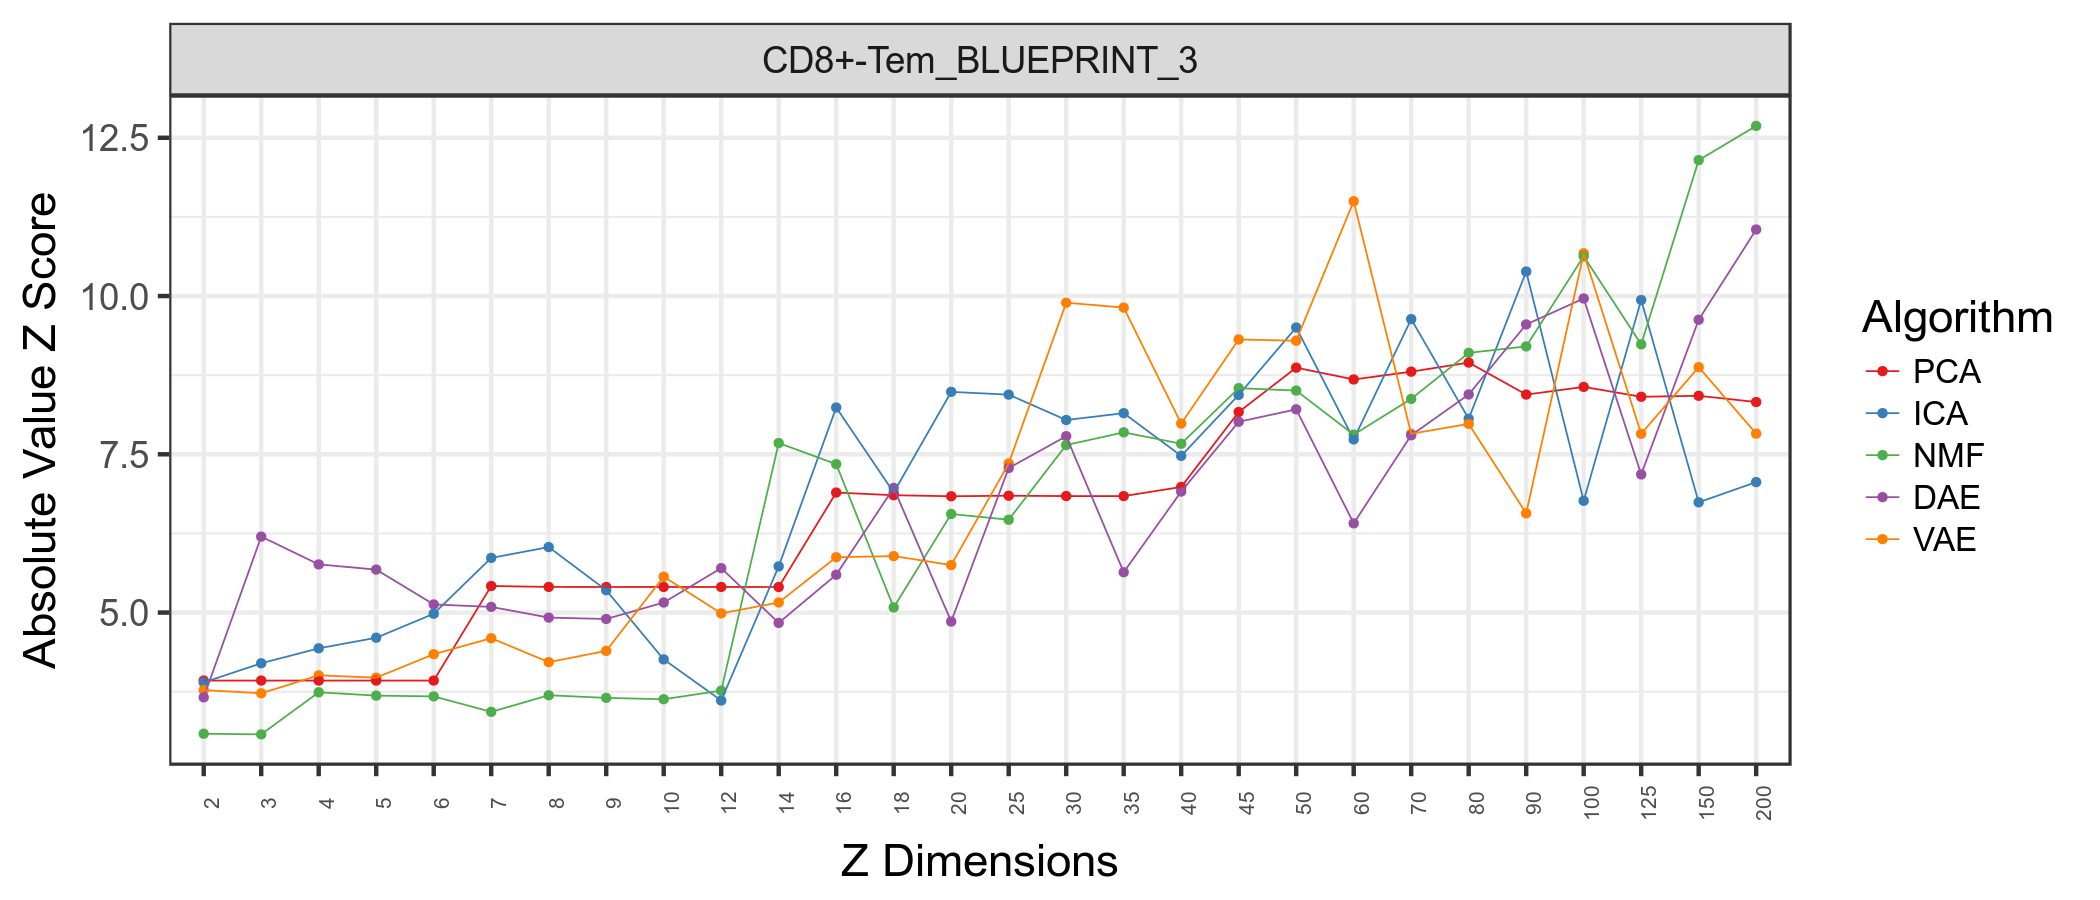 CD8+-Tem_BLUEPRINT_3
Absolute Value Z Score
12.5
10.0
7.5
5.0
2 3 4 5 6 7 8 9 10 12 14 16 18 20 25 30 35 40 45 50 60 70 80 90 100 125 150 200
Z Dimensions
Algorithm
PCA
ICA
NMF
DAE
VAE